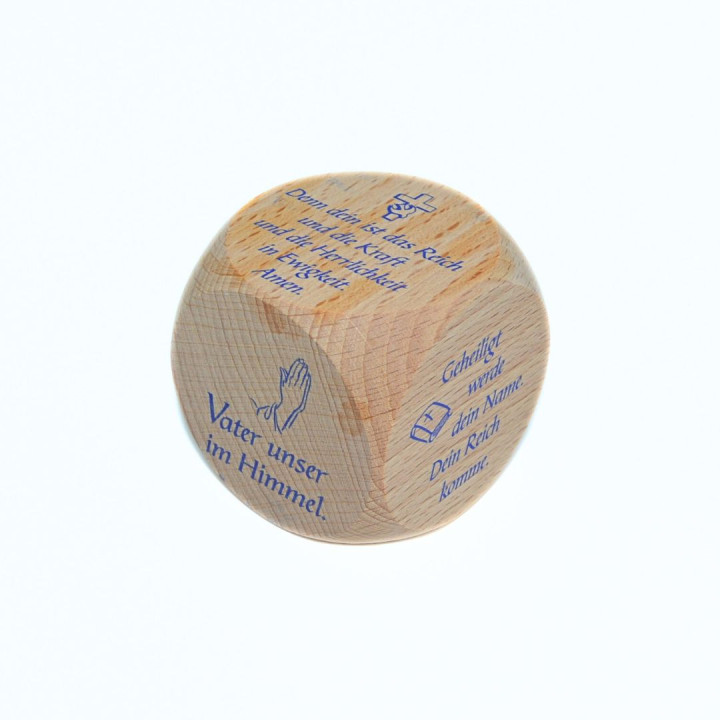 Denn dein ist das Reich
und die Kraft
und die Herrlichkeit
in Ewigkeit.
Amen.
Vater unser
im Himmel.
Geheiligt
werde
dein Name.
Dein Reich
komme.